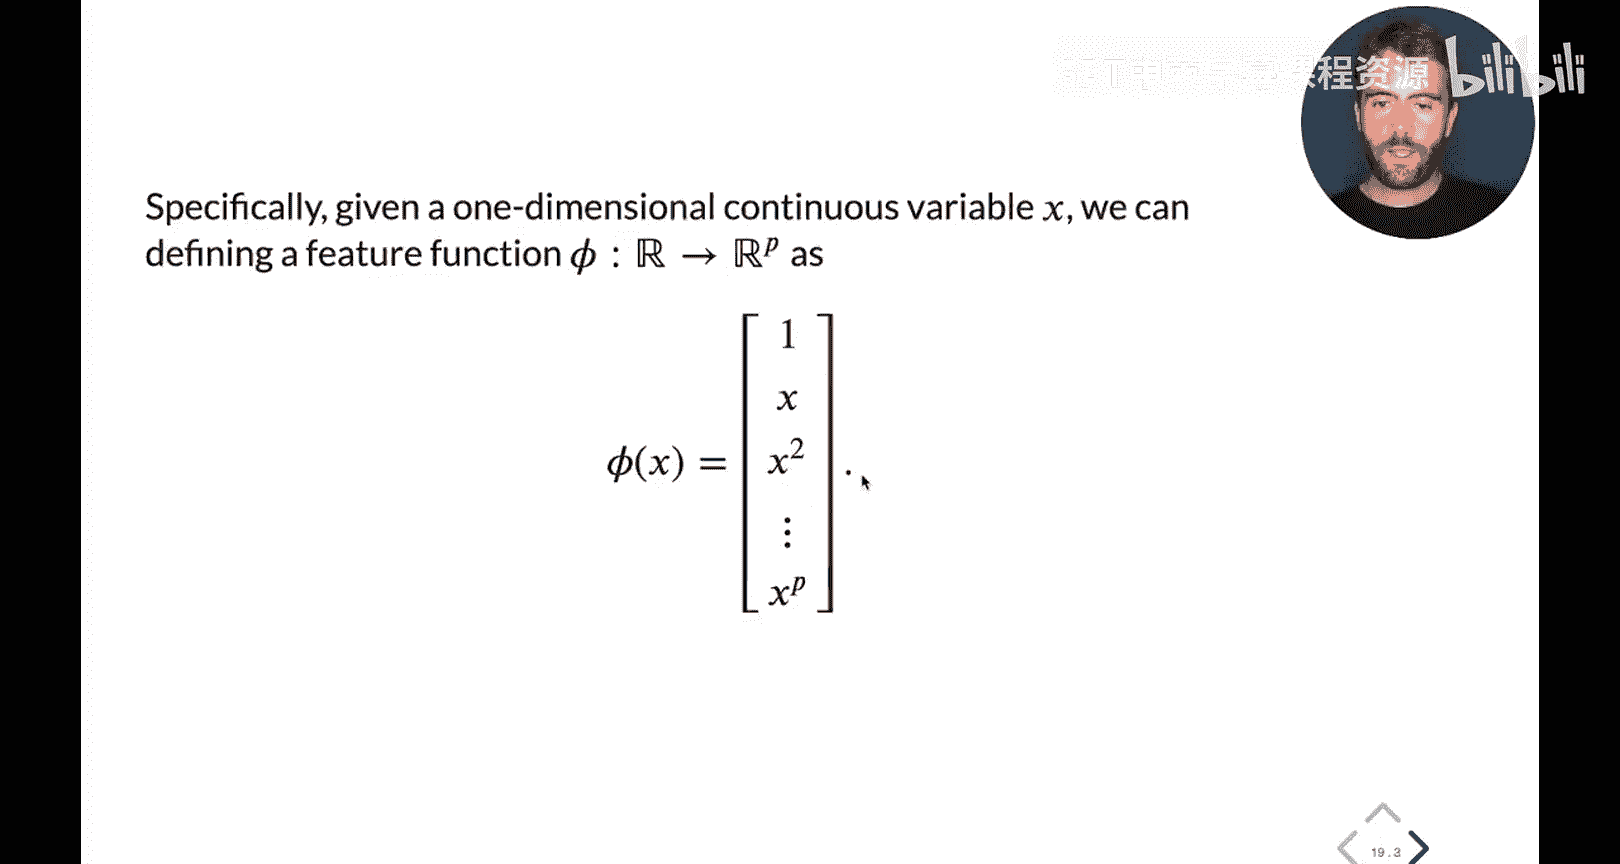 程资源 bilibili
Specifically, given a one-dimensional continuous variable x, we can
defining a feature function ϕ : ℝ → ℝᵖ as
1
x
ϕ(x) = x² .
⋮
xᵖ
19.3